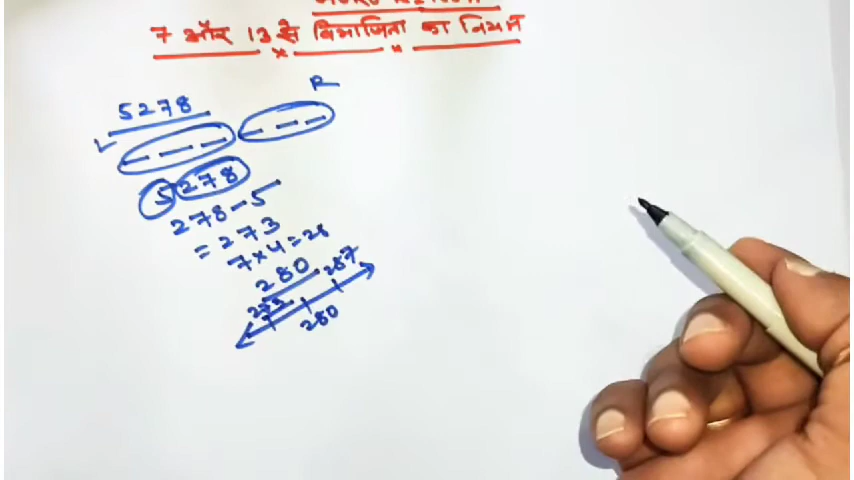 7 और 13 से विभाजिता का नियम
5278
R
L
5 278
278 - 5
= 273
7 × 4 = 28
280 287
273
280